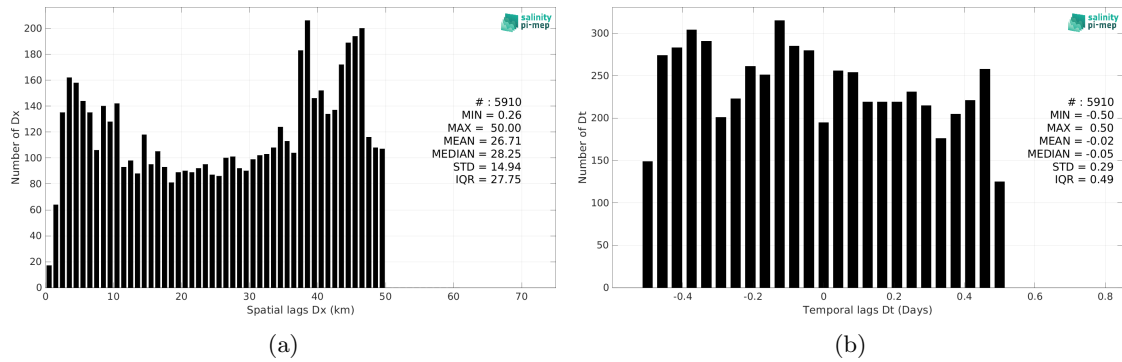 salinity
pi-mep
200
180
160
140
120
100
80
60
40
20
0
Number of Dx
# : 5910
MIN = 0.26
MAX = 50.00
MEAN = 26.71
MEDIAN = 28.25
STD = 14.94
IQR = 27.75
0 10 20 30 40 50 60 70
Spatial lags Dx (km)
(a)
salinity
pi-mep
300
250
200
150
100
50
0
Number of Dt
# : 5910
MIN = -0.50
MAX = 0.50
MEAN = -0.02
MEDIAN = -0.05
STD = 0.29
IQR = 0.49
-0.4 -0.2 0 0.2 0.4 0.6 0.8
Temporal lags Dt (Days)
(b)